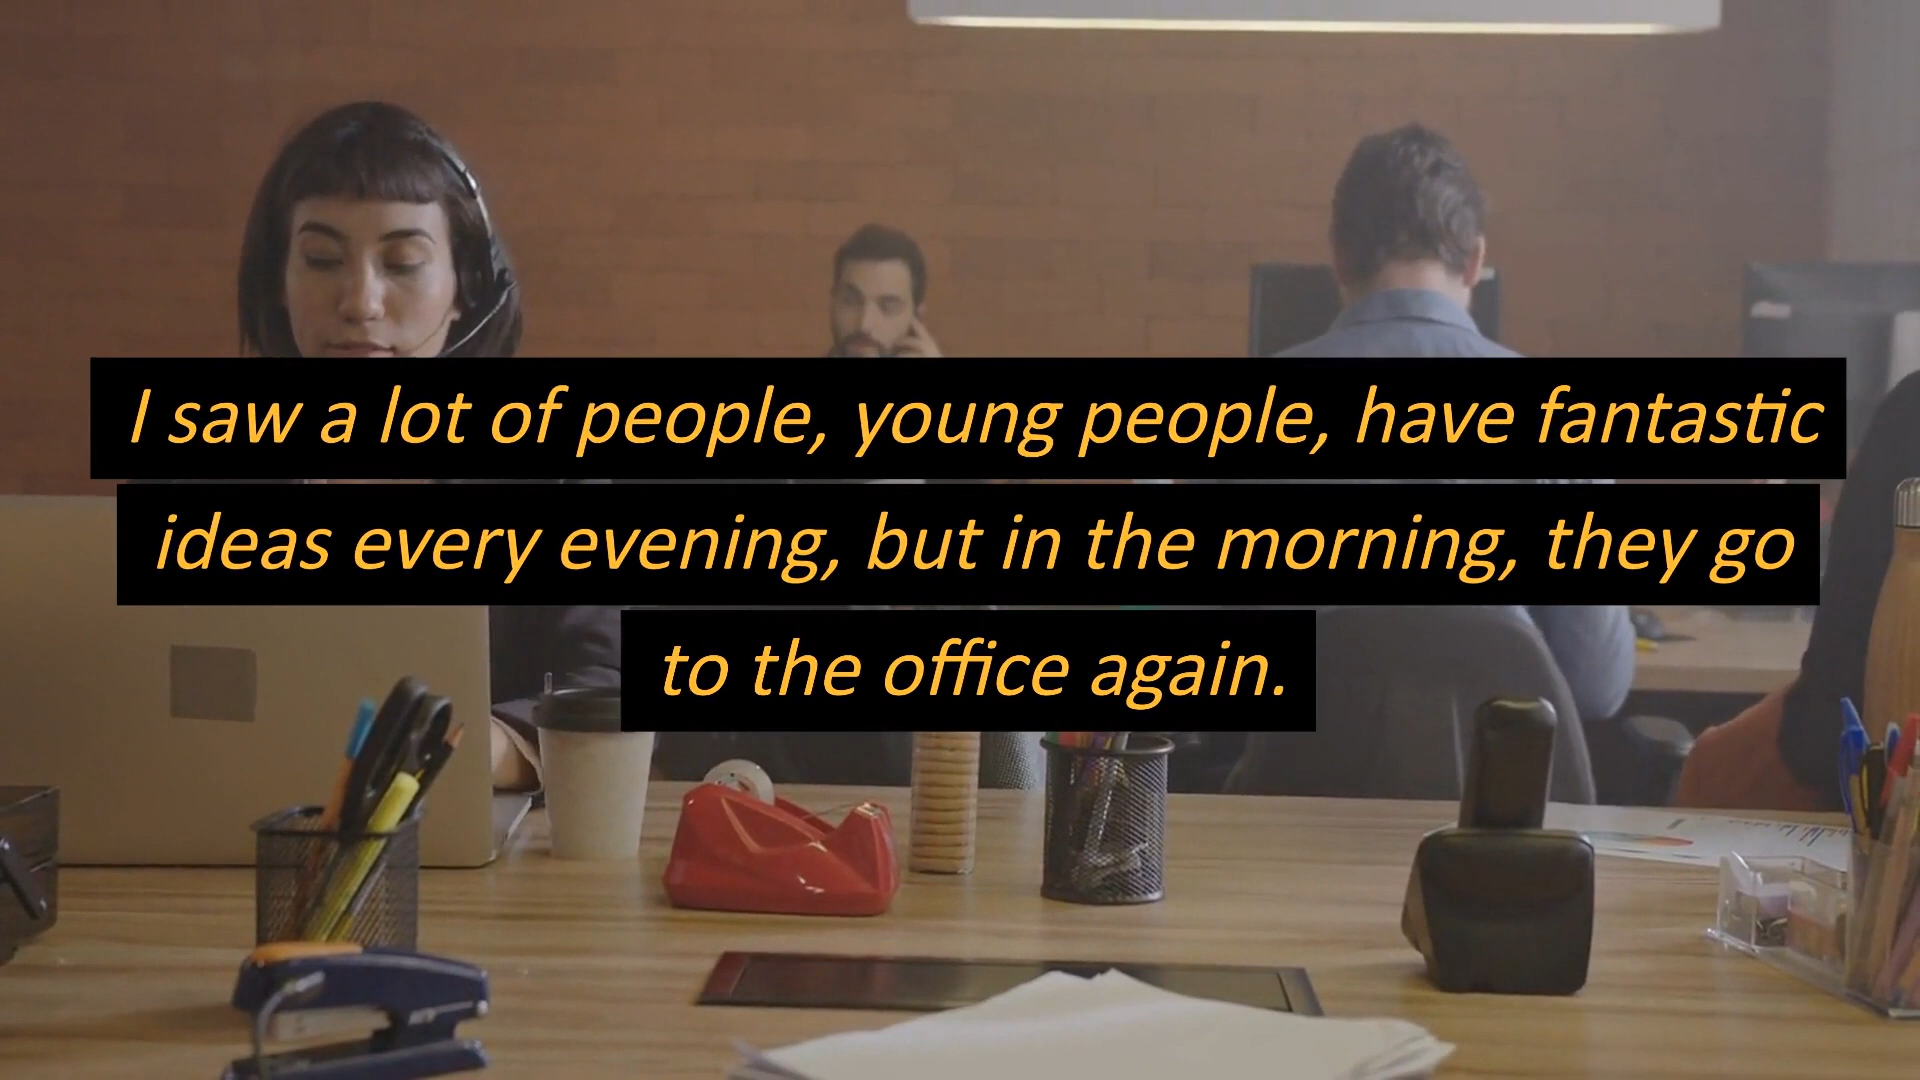 I saw a lot of people, young people, have fantastic
ideas every evening, but in the morning, they go
to the office again.